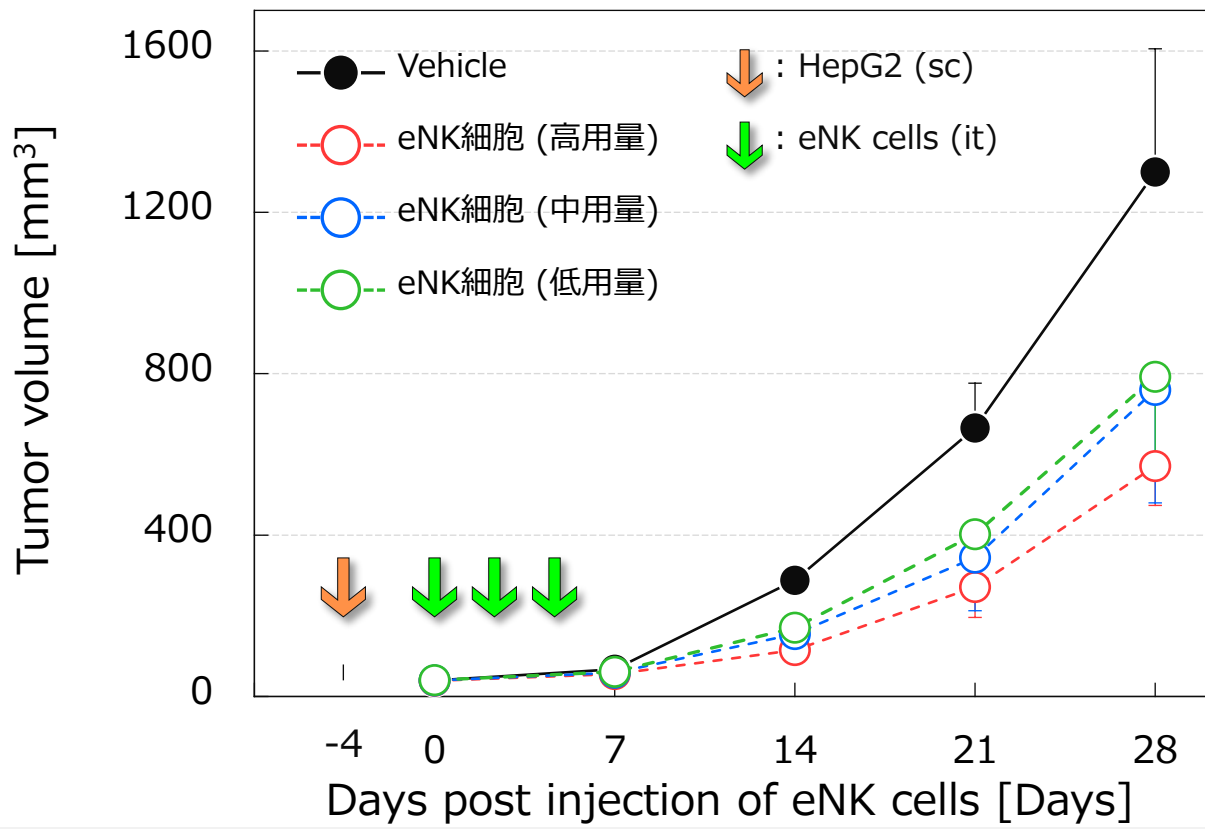 Tumor volume [mm³]
1600
1200
800
400
0
Vehicle
eNK細胞 (高用量)
eNK細胞 (中用量)
eNK細胞 (低用量)
: HepG2 (sc)
: eNK cells (it)
-4 0 7 14 21 28
Days post injection of eNK cells [Days]